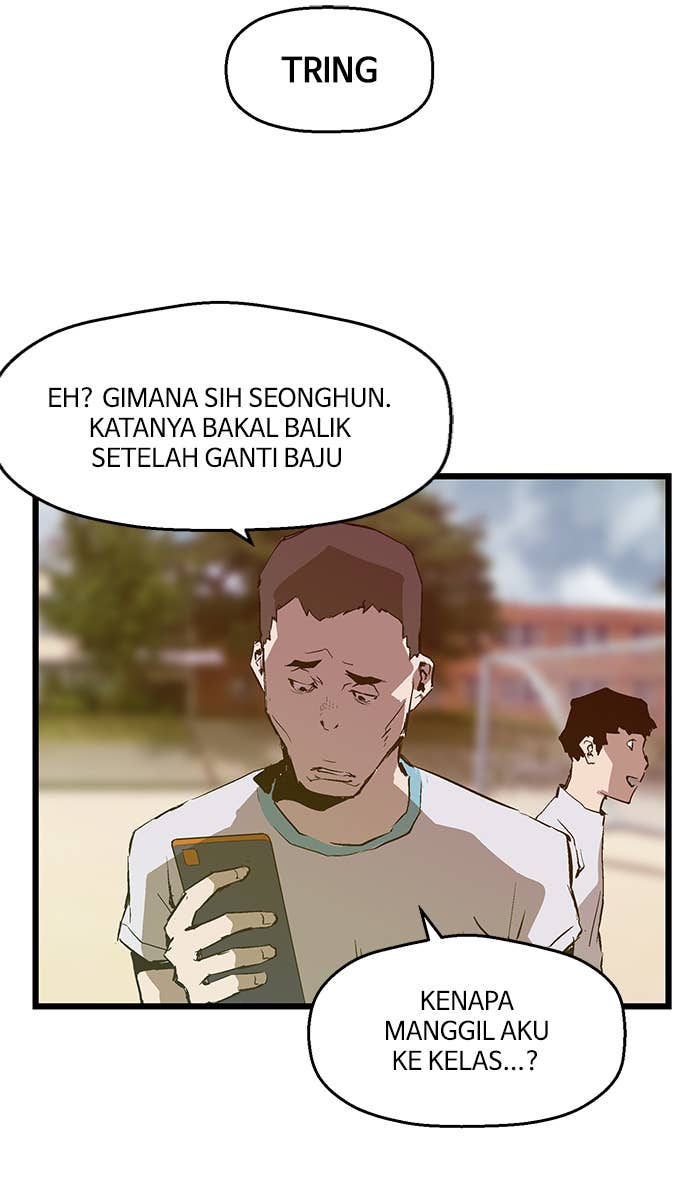 TRING
EH? GIMANA SIH SEONGHUN.
KATANYA BAKAL BALIK
SETELAH GANTI BAJU
KENAPA
MANGGIL AKU
KE KELAS...?